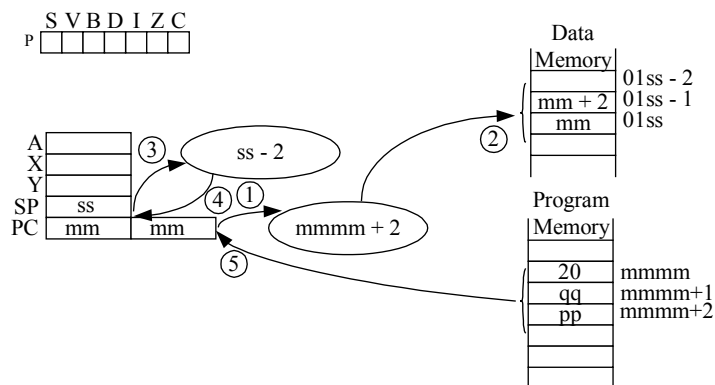 S V B D I Z C
P
Data
Memory
01ss - 2
mm + 2 01ss - 1
mm 01ss
②
A
X
Y
SP ss
PC mm mm
③
ss - 2
④
①
mmmm + 2
⑤
Program
Memory
20 mmmm
qq mmmm+1
pp mmmm+2